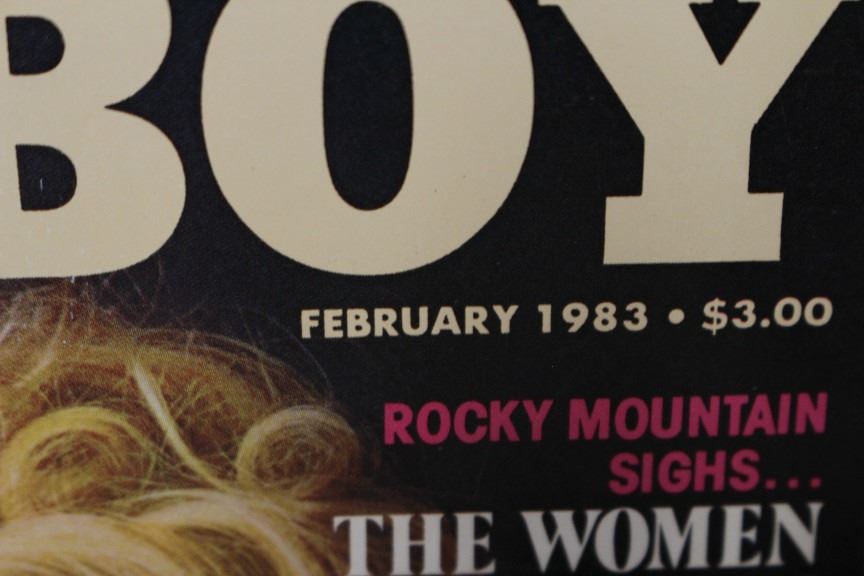 BOY
FEBRUARY 1983 • $3.00
ROCKY MOUNTAIN
SIGHS...
THE WOMEN